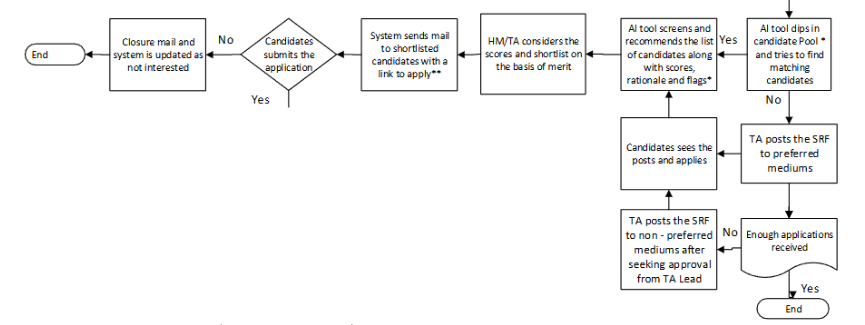 End
Closure mail and
system is updated as
not interested
No
Candidates
submits the
application
Yes
System sends mail
to shortlisted
candidates with a
link to apply**
HM/TA considers the
scores and shortlist on
the basis of merit
AI tool screens and
recommends the list
of candidates along
with scores,
rationale and flags*
Yes
AI tool dips in
candidate Pool *
and tries to find
matching
candidates
No
Candidates sees the
posts and applies
TA posts the SRF
to preferred
mediums
TA posts the SRF
to non - preferred
mediums after
seeking approval
from TA Lead
No
Enough applications
received
Yes
End